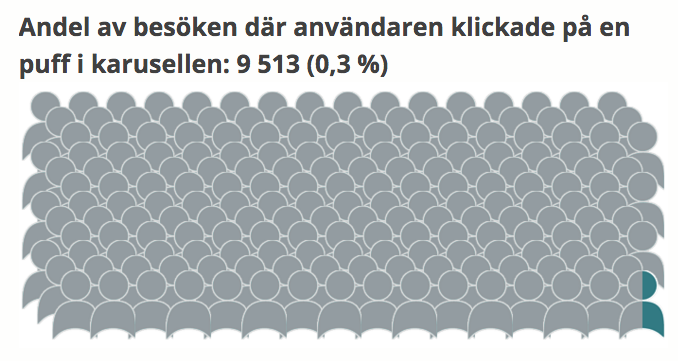 Andel av besöken där användaren klickade på en
puff i karusellen: 9 513 (0,3 %)